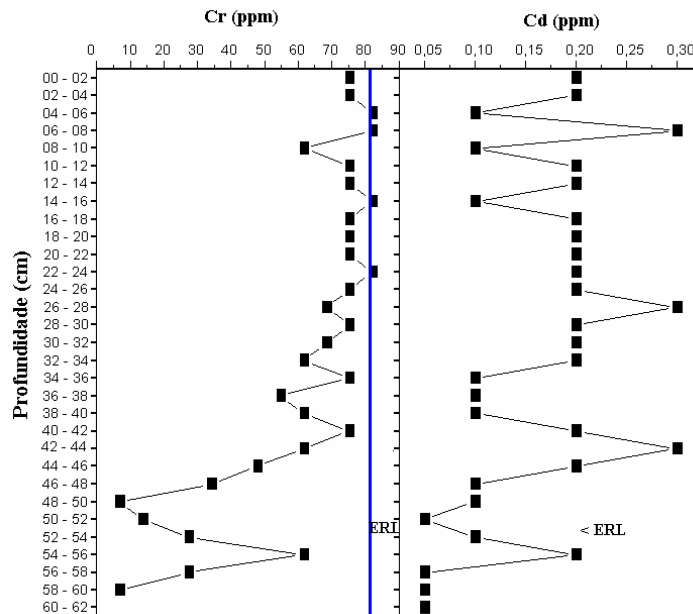 Cr (ppm) Cd (ppm)
0 10 20 30 40 50 60 70 80 90 0,05 0,10 0,20 0,20 0,25 0,30
Profundidade (cm)
00 - 02
02 - 04
04 - 06
06 - 08
08 - 10
10 - 12
12 - 14
14 - 16
16 - 18
18 - 20
20 - 22
22 - 24
24 - 26
26 - 28
28 - 30
30 - 32
32 - 34
34 - 36
36 - 38
38 - 40
40 - 42
42 - 44
44 - 46
46 - 48
48 - 50
50 - 52
52 - 54
54 - 56
56 - 58
58 - 60
60 - 62
ERL < ERL